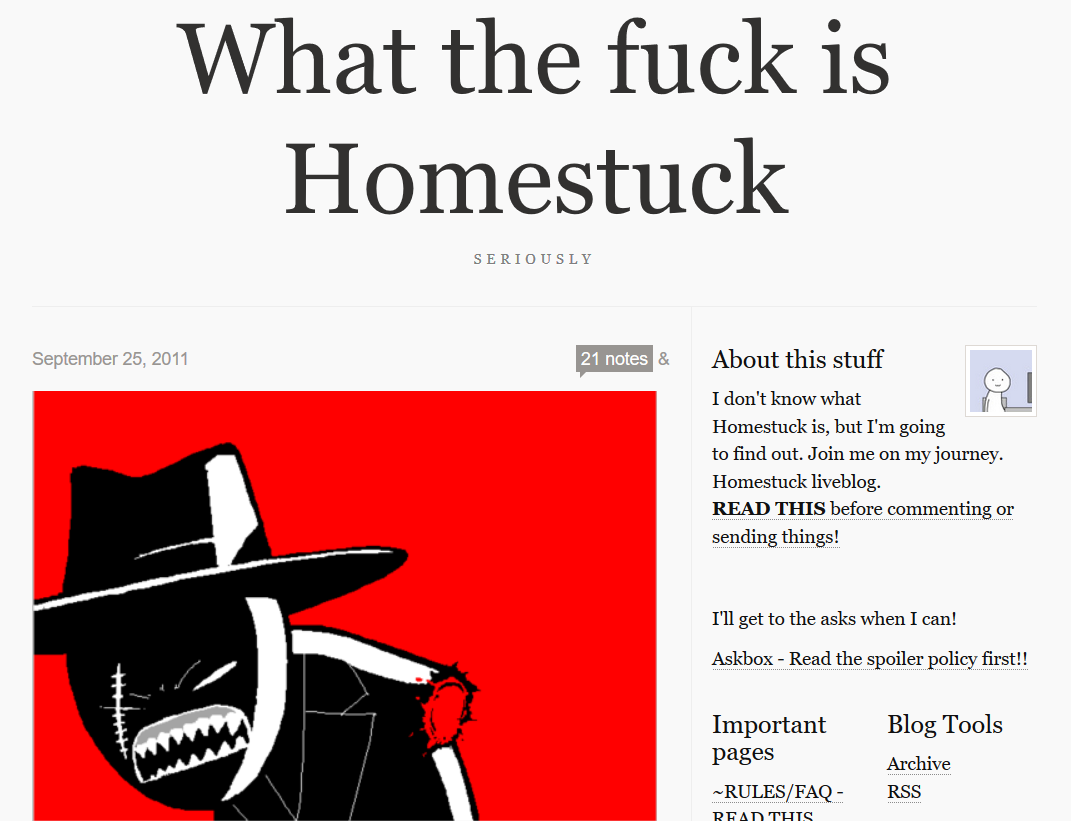 What the fuck is
Homestuck
SERIOUSLY
September 25, 2011
21 notes &
About this stuff
I don't know what
Homestuck is, but I'm going
to find out. Join me on my journey.
Homestuck liveblog.
READ THIS before commenting or
sending things!
I'll get to the asks when I can!
Askbox - Read the spoiler policy first!!
Important
pages
~RULES/FAQ -
READ THIS
Blog Tools
Archive
RSS